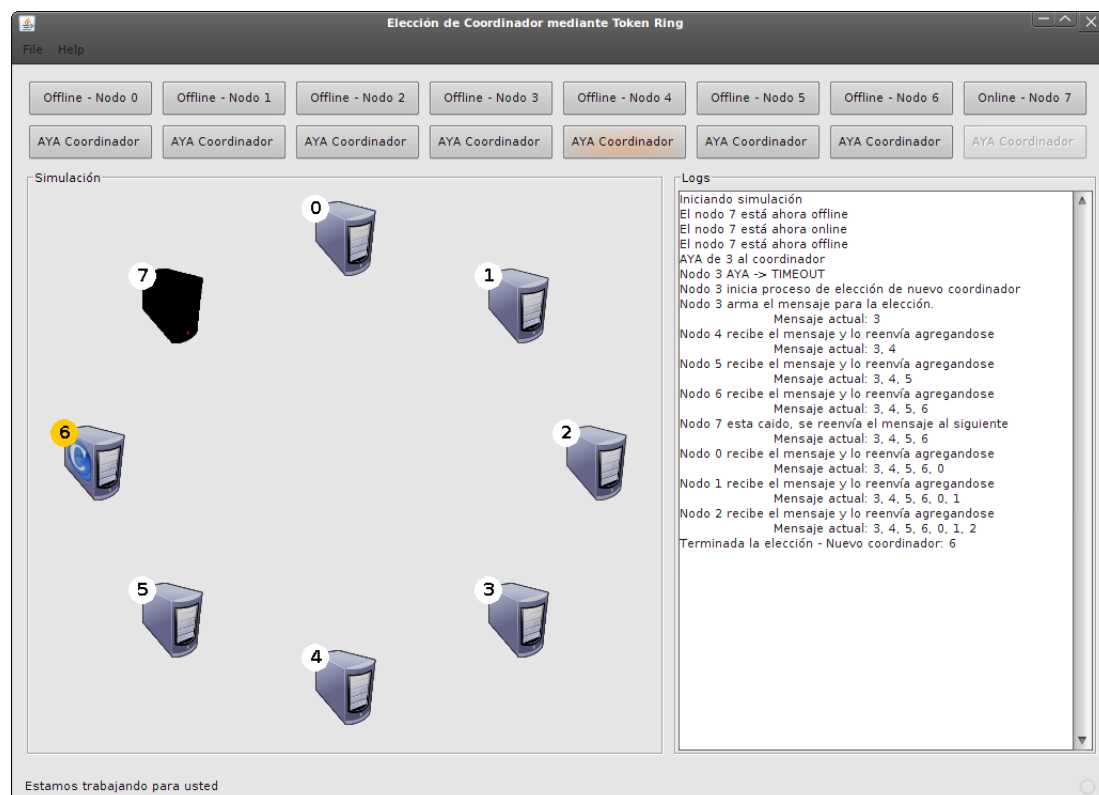 Elección de Coordinador mediante Token Ring
File Help
Offline - Nodo 0 Offline - Nodo 1 Offline - Nodo 2 Offline - Nodo 3 Offline - Nodo 4 Offline - Nodo 5 Offline - Nodo 6 Online - Nodo 7
AYA Coordinador AYA Coordinador AYA Coordinador AYA Coordinador AYA Coordinador AYA Coordinador AYA Coordinador AYA Coordinador
Simulación
0
7
1
6
2
5
3
4
Logs
Iniciando simulación
El nodo 7 está ahora offline
El nodo 7 está ahora online
El nodo 7 está ahora offline
AYA de 3 al coordinador
Nodo 3 AYA -> TIMEOUT
Nodo 3 inicia proceso de elección de nuevo coordinador
Nodo 3 arma el mensaje para la elección.
Mensaje actual: 3
Nodo 4 recibe el mensaje y lo reenvía agregandose
Mensaje actual: 3, 4
Nodo 5 recibe el mensaje y lo reenvía agregandose
Mensaje actual: 3, 4, 5
Nodo 6 recibe el mensaje y lo reenvía agregandose
Mensaje actual: 3, 4, 5, 6
Nodo 7 esta caido, se reenvía el mensaje al siguiente
Mensaje actual: 3, 4, 5, 6
Nodo 0 recibe el mensaje y lo reenvía agregandose
Mensaje actual: 3, 4, 5, 6, 0
Nodo 1 recibe el mensaje y lo reenvía agregandose
Mensaje actual: 3, 4, 5, 6, 0, 1
Nodo 2 recibe el mensaje y lo reenvía agregandose
Mensaje actual: 3, 4, 5, 6, 0, 1, 2
Terminada la elección - Nuevo coordinador: 6
Estamos trabajando para usted